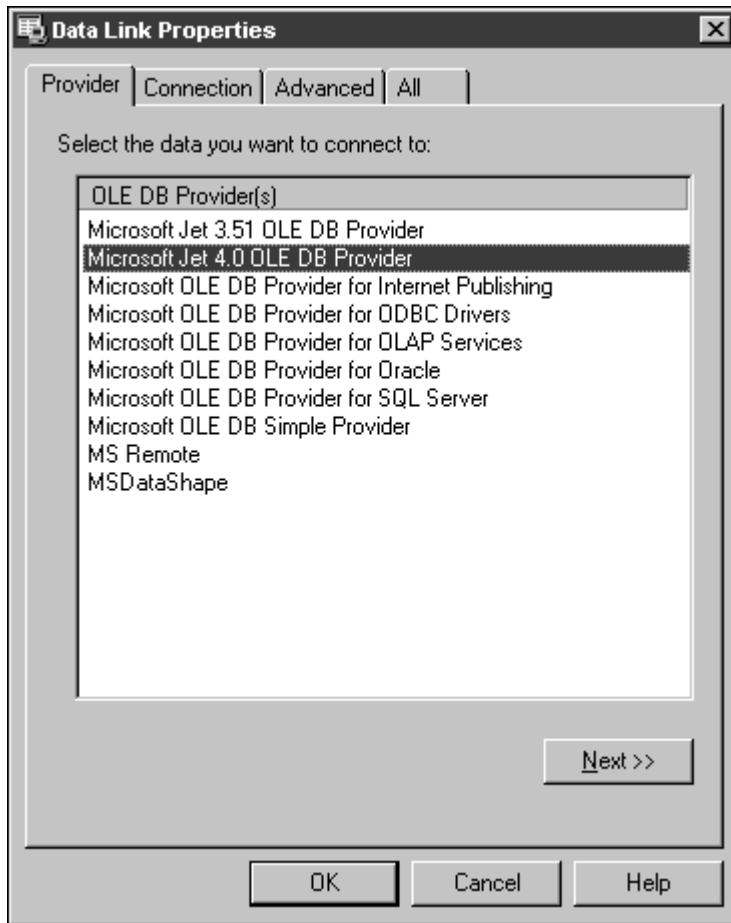 Data Link Properties
Provider Connection Advanced All
Select the data you want to connect to:
OLE DB Provider(s)
Microsoft Jet 3.51 OLE DB Provider
Microsoft Jet 4.0 OLE DB Provider
Microsoft OLE DB Provider for Internet Publishing
Microsoft OLE DB Provider for ODBC Drivers
Microsoft OLE DB Provider for OLAP Services
Microsoft OLE DB Provider for Oracle
Microsoft OLE DB Provider for SQL Server
Microsoft OLE DB Simple Provider
MS Remote
MSDataShape
Next >>
OK Cancel Help